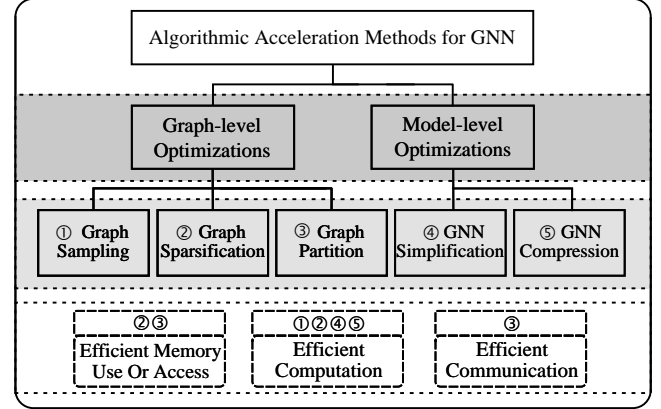 Algorithmic Acceleration Methods for GNN
Graph-level
Optimizations
Model-level
Optimizations
① Graph
Sampling
② Graph
Sparsification
③ Graph
Partition
④ GNN
Simplification
⑤ GNN
Compression
②③
Efficient Memory
Use Or Access
①②④⑤
Efficient
Computation
③
Efficient
Communication